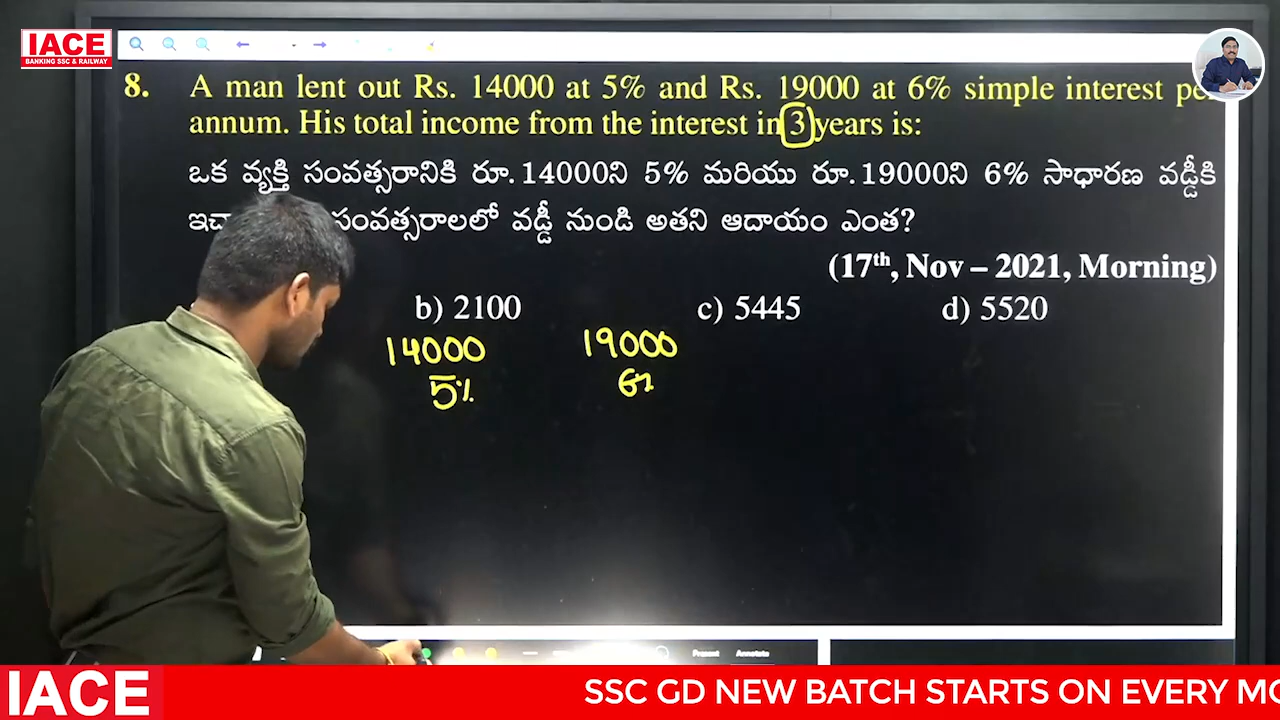 IACE
BANKING SSC & RAILWAY
8. A man lent out Rs. 14000 at 5% and Rs. 19000 at 6% simple interest per
annum. His total income from the interest in 3 years is:
ఒక వ్యక్తి సంవత్సరానికి రూ.14000ని 5% మరియు రూ.19000ని 6% సాధారణ వడ్డీకి
సంవత్సరాలలో వడ్డీ నుండి అతని ఆదాయం ఎంత?
(17th, Nov – 2021, Morning)
b) 2100 c) 5445 d) 5520
14000 19000
5% 6%
Present Annotate
IACE SSC GD NEW BATCH STARTS ON EVERY